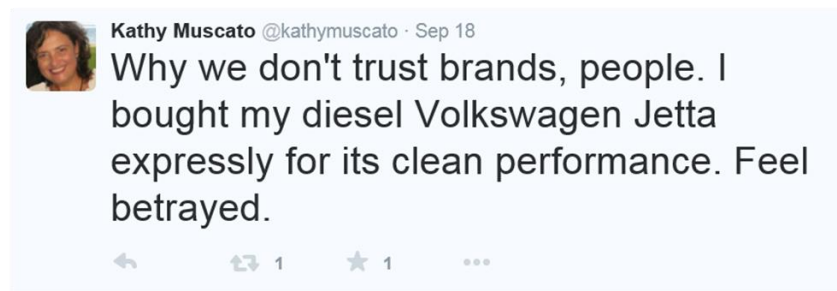 Kathy Muscato @kathymuscato · Sep 18
Why we don't trust brands, people. I
bought my diesel Volkswagen Jetta
expressly for its clean performance. Feel
betrayed.
1 1